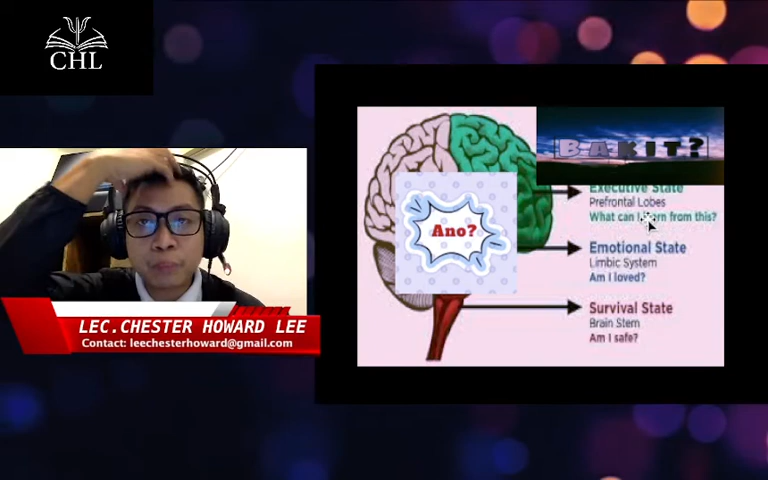 CHL
BAKIT?
Executive State
Prefrontal Lobes
What can I learn from this?
Ano?
Emotional State
Limbic System
Am I loved?
Survival State
Brain Stem
Am I safe?
LEC.CHESTER HOWARD LEE
Contact: leechesterhoward@gmail.com